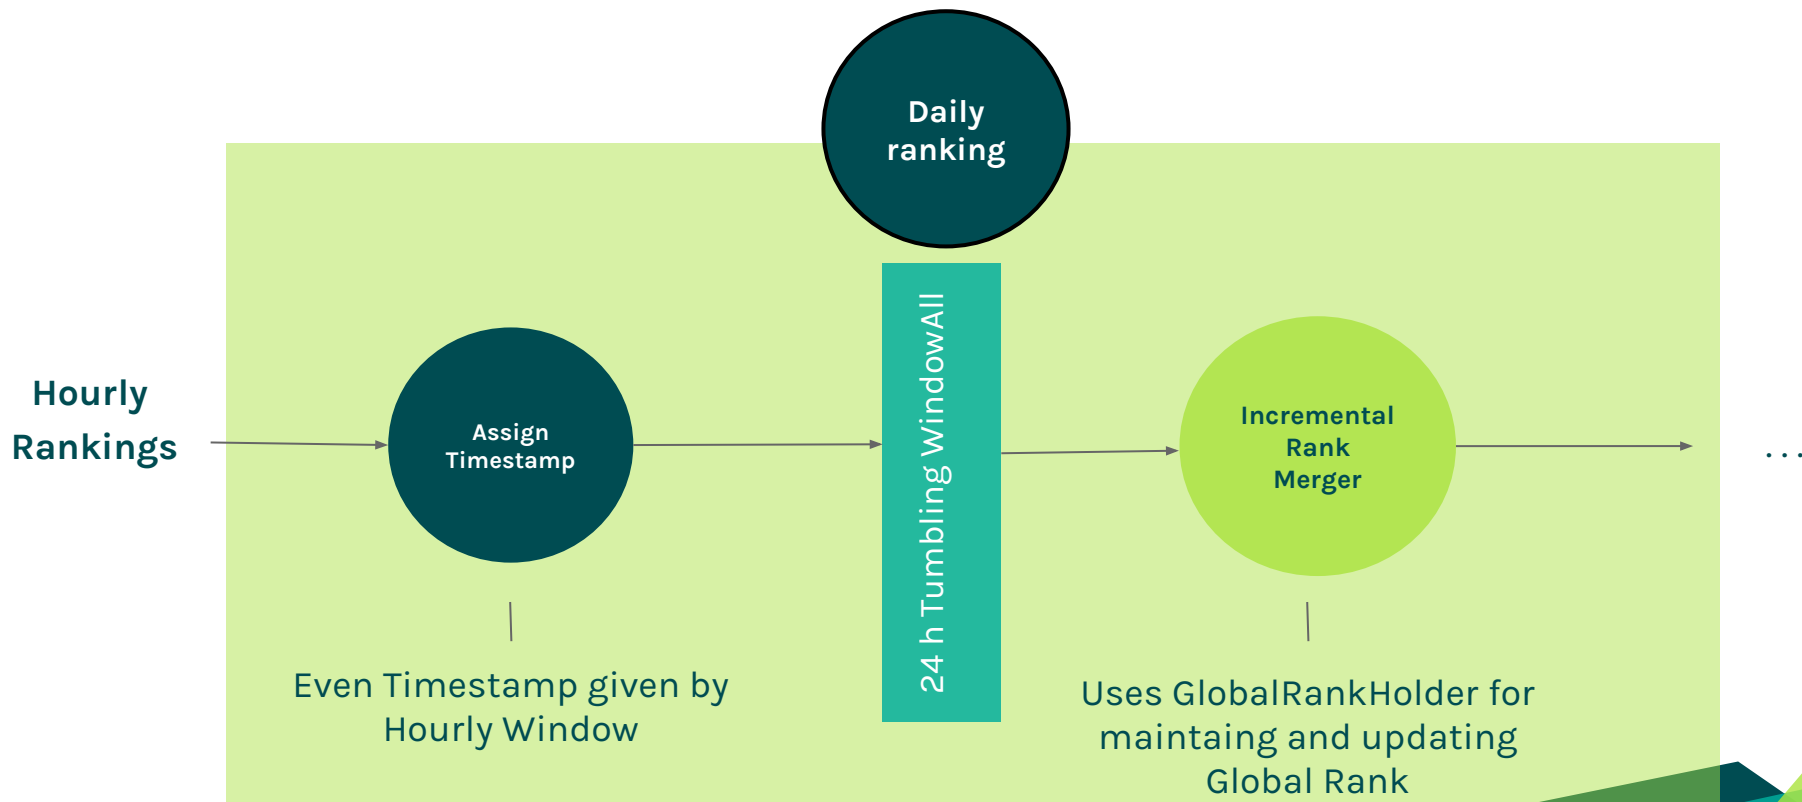 Daily
ranking
Hourly
Rankings
Assign
Timestamp
24 h Tumbling WindowAll
Incremental
Rank
Merger
...
Even Timestamp given by
Hourly Window
Uses GlobalRankHolder for
maintaing and updating
Global Rank